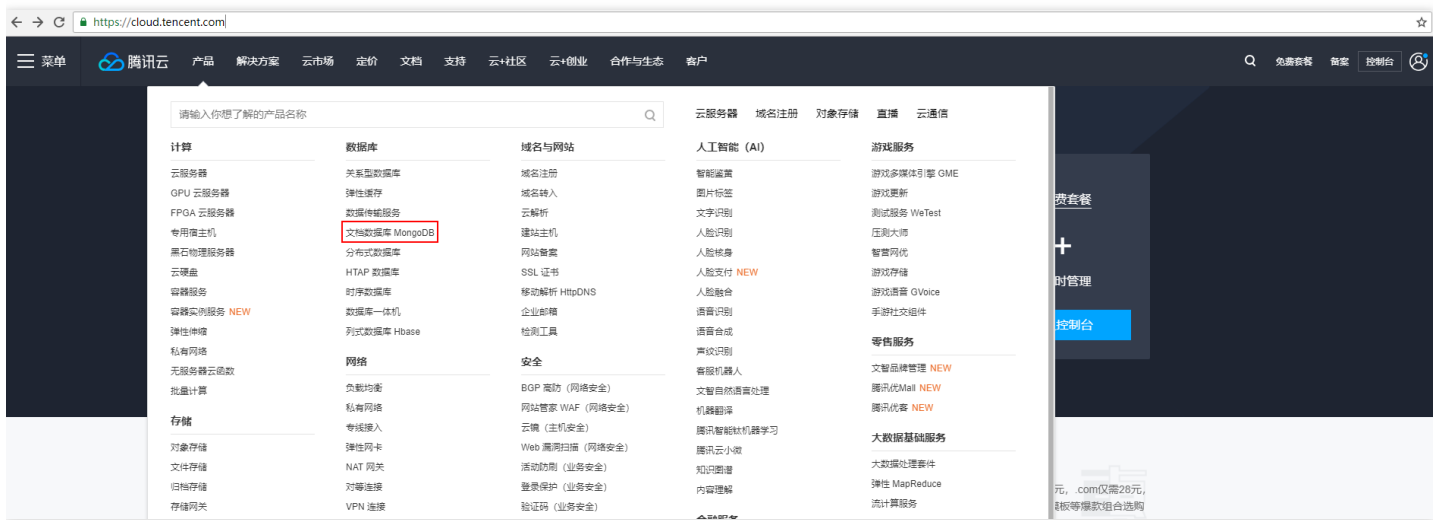 https://cloud.tencent.com
菜单 腾讯云 产品 解决方案 云市场 定价 文档 支持 云+社区 云+创业 合作与生态 客户 免费套餐 备案 控制台
请输入你想了解的产品名称
云服务器 域名注册 对象存储 直播 云通信
计算
云服务器
GPU 云服务器
FPGA 云服务器
专用宿主机
黑石物理服务器
云硬盘
容器服务
容器实例服务 NEW
弹性伸缩
私有网络
无服务器云函数
批量计算
存储
对象存储
文件存储
归档存储
存储网关
数据库
关系型数据库
弹性缓存
数据传输服务
文档数据库 MongoDB
分布式数据库
HTAP 数据库
时序数据库
数据库一体机
列式数据库 Hbase
网络
负载均衡
私有网络
专线接入
弹性网卡
NAT 网关
对等连接
VPN 连接
域名与网站
域名注册
域名转入
云解析
建站主机
网站备案
SSL 证书
移动解析 HttpDNS
企业邮箱
检测工具
安全
BGP 高防（网络安全）
网站管家 WAF（网络安全）
云镜（主机安全）
Web 漏洞扫描（网络安全）
活动防刷（业务安全）
登录保护（业务安全）
验证码（业务安全）
人工智能（AI）
智能鉴黄
图片标签
文字识别
人脸识别
人脸核身
人脸支付 NEW
人脸融合
语音识别
语音合成
声纹识别
客服机器人
文智自然语言处理
机器翻译
腾讯智能钛机器学习
腾讯云小微
知识图谱
内容理解
游戏服务
游戏多媒体引擎 GME
游戏更新
测试服务 WeTest
压测大师
智营网优
游戏存储
游戏语音 GVoice
手游社交组件
零售服务
文智品牌管理 NEW
腾讯优Mall NEW
腾讯优客 NEW
大数据基础服务
大数据处理套件
弹性 MapReduce
流计算服务
费套餐
时管理
控制台
元，.com仅需28元，
模板等爆款组合选购